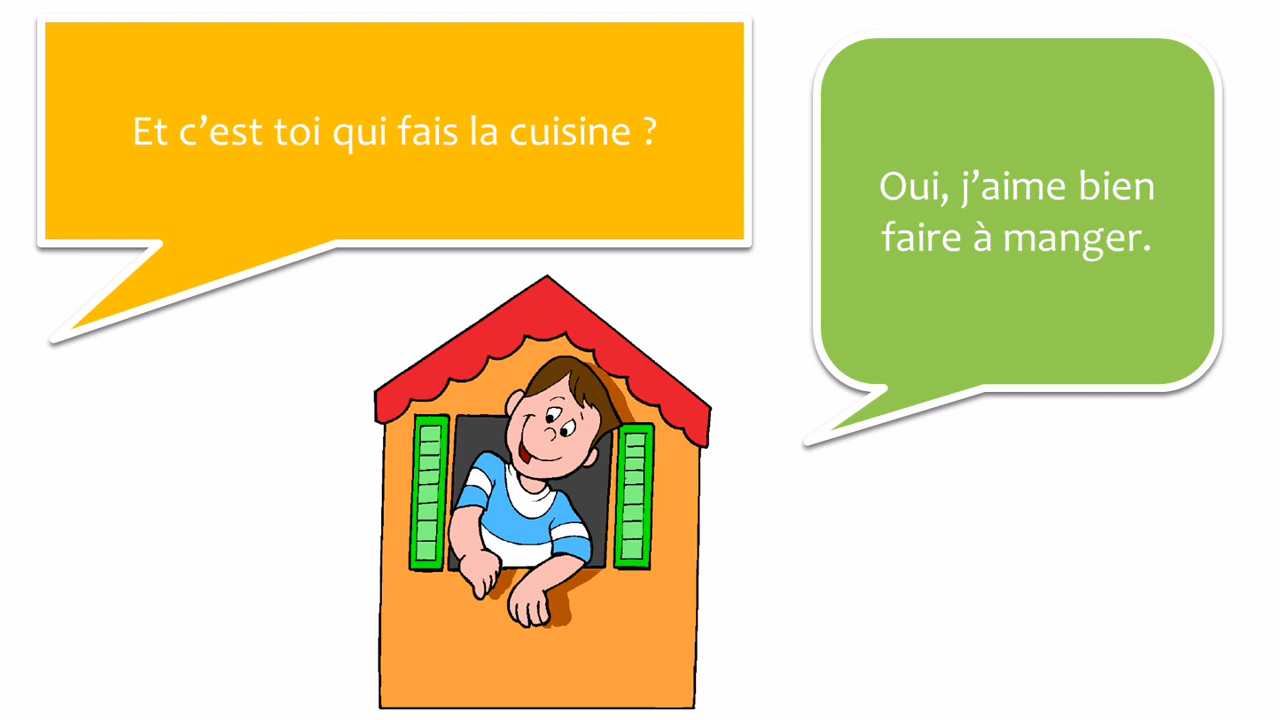 Et c’est toi qui fais la cuisine ?
Oui, j’aime bien
faire à manger.